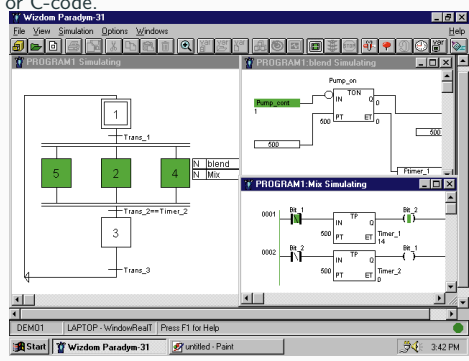 or C-code.
Wizdom Paradym-31
File View Simulation Options Windows Help
PROGRAM1 Simulating
1
Trans_1
5 2 4
N blend
N Mix
Trans_2==Timer_2
3
Trans_3
PROGRAM1:blend Simulating
Pump_on
TON
Pump_cont IN Q 0
1
500 PT ET 0
500
500
Ftimer_1
PROGRAM1:Mix Simulating
Bit_1 TP Bit_2
0001 IN Q
500 PT ET Timer_1
14
Bit_2 TP Bit_1
0002 IN Q
500 PT ET Timer_2
0
DEMO1 LAPTOP - WindowRealT Press F1 for Help
Start Wizdom Paradym-31 untitled - Paint 3:42 PM